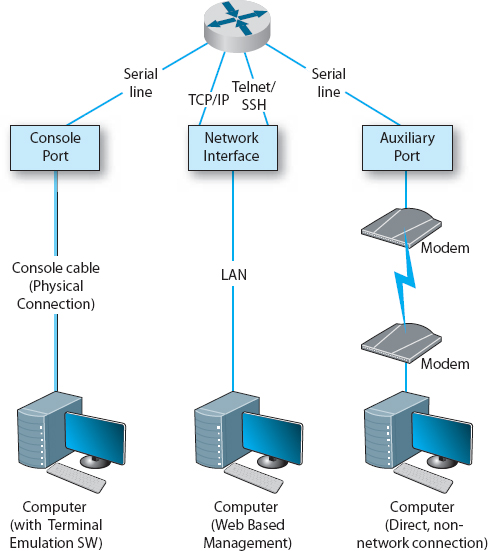 Serial
line
TCP/IP
Telnet/
SSH
Serial
line
Console
Port
Network
Interface
Auxiliary
Port
Modem
Console cable
(Physical
Connection)
LAN
Modem
Computer
(with Terminal
Emulation SW)
Computer
(Web Based
Management)
Computer
(Direct, non-
network connection)